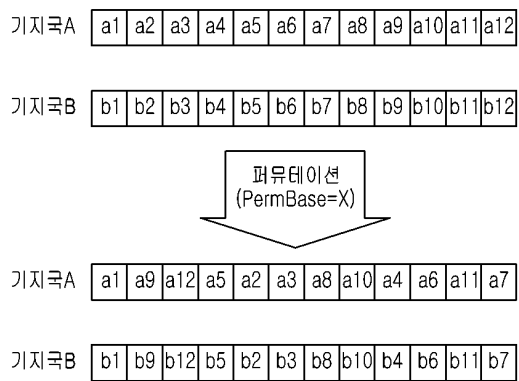 기지국A a1 a2 a3 a4 a5 a6 a7 a8 a9 a10 a11 a12
기지국B b1 b2 b3 b4 b5 b6 b7 b8 b9 b10 b11 b12
퍼뮤테이션
(PermBase=X)
기지국A a1 a9 a12 a5 a2 a3 a8 a10 a4 a6 a11 a7
기지국B b1 b9 b12 b5 b2 b3 b8 b10 b4 b6 b11 b7